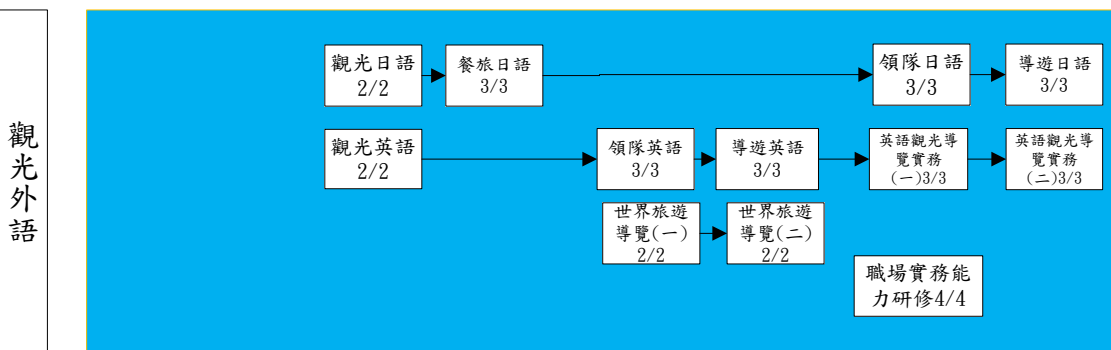 觀光外語
觀光日語
2/2
餐旅日語
3/3
領隊日語
3/3
導遊日語
3/3
觀光英語
2/2
領隊英語
3/3
導遊英語
3/3
英語觀光導
覽實務
(一)3/3
英語觀光導
覽實務
(二)3/3
世界旅遊
導覽(一)
2/2
世界旅遊
導覽(二)
2/2
職場實務能
力研修4/4